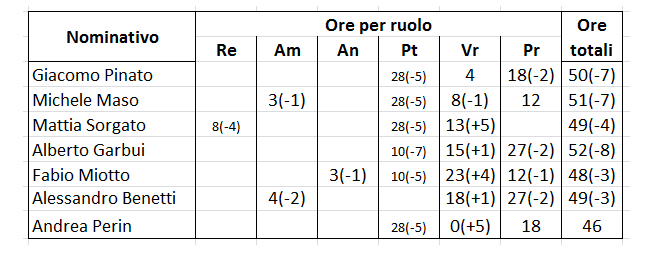 Nominativo Ore per ruolo Ore totali
Re Am An Pt Vr Pr
Giacomo Pinato 28(-5) 4 18(-2) 50(-7)
Michele Maso 3(-1) 28(-5) 8(-1) 12 51(-7)
Mattia Sorgato 8(-4) 28(-5) 13(+5) 49(-4)
Alberto Garbui 10(-7) 15(+1) 27(-2) 52(-8)
Fabio Miotto 3(-1) 10(-5) 23(+4) 12(-1) 48(-3)
Alessandro Benetti 4(-2) 18(+1) 27(-2) 49(-3)
Andrea Perin 28(-5) 0(+5) 18 46